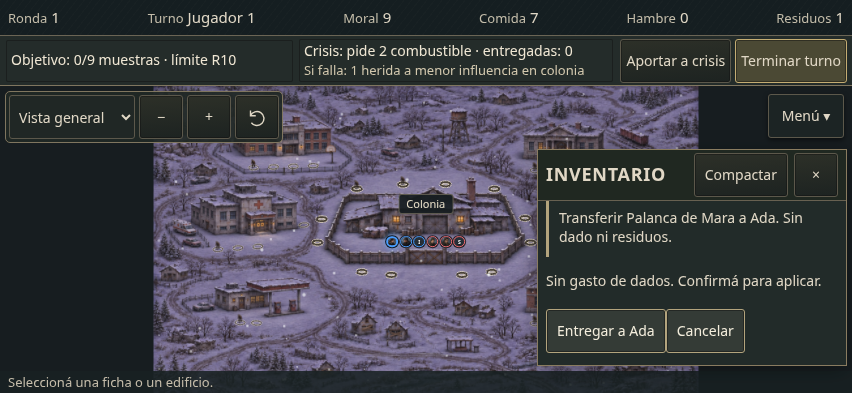 Ronda 1 Turno Jugador 1 Moral 9 Comida 7 Hambre 0 Residuos 1
Objetivo: 0/9 muestras · límite R10
Crisis: pide 2 combustible · entregadas: 0
Si falla: 1 herida a menor influencia en colonia
Aportar a crisis
Terminar turno
Vista general
−
+
Menú ▾
INVENTARIO
Compactar
×
Transferir Palanca de Mara a Ada. Sin
dado ni residuos.
Sin gasto de dados. Confirmá para aplicar.
Entregar a Ada
Cancelar
Colonia
Seleccioná una ficha o un edificio.